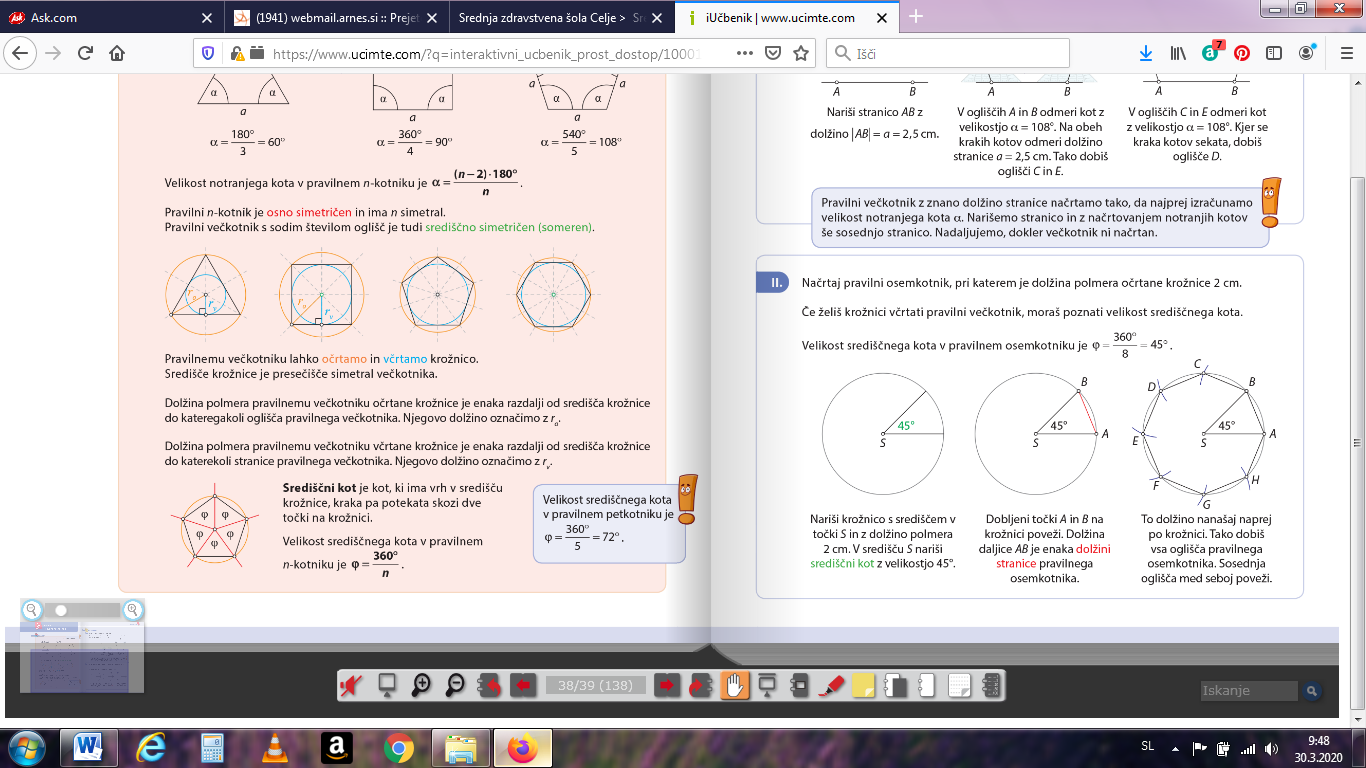 Ask.com
(1941) webmail.arnes.si :: Prejet
Srednja zdravstvena šola Celje > Sre
iUčbenik | www.ucimte.com
https://www.ucimte.com/?q=interaktivni_ucbenik_prost_dostop/10001
Išči
7
α α a
α α a
a α α a a
α = 180°/3 = 60°
α = 360°/4 = 90°
α = 540°/5 = 108°
Velikost notranjega kota v pravilnem n-kotniku je α = (n – 2) · 180°/n .
Pravilni n-kotnik je osno simetričen in ima n simetral.
Pravilni večkotnik s sodim številom oglišč je tudi središčno simetričen (someren).
ro rv
ro rv
Pravilnemu večkotniku lahko očrtamo in včrtamo krožnico.
Središče krožnice je presečišče simetral večkotnika.
Dolžina polmera pravilnemu večkotniku očrtane krožnice je enaka razdalji od središča krožnice
do kateregakoli oglišča pravilnega večkotnika. Njegovo dolžino označimo z ro.
Dolžina polmera pravilnemu večkotniku včrtane krožnice je enaka razdalji od središča krožnice
do katerekoli stranice pravilnega večkotnika. Njegovo dolžino označimo z rv.
φ φ φ φ φ
Središčni kot je kot, ki ima vrh v središču
krožnice, kraka pa potekata skozi dve
točki na krožnici.
Velikost središčnega kota v pravilnem
n-kotniku je φ = 360°/n .
Velikost središčnega kota
v pravilnem petkotniku je
φ = 360°/5 = 72° .
A B
A B
A B
Nariši stranico AB z
dolžino |AB| = a = 2,5 cm.
V ogliščih A in B odmeri kot z
velikostjo α = 108°. Na obeh
krakih kotov odmeri dolžino
stranice a = 2,5 cm. Tako dobiš
oglišči C in E.
V ogliščih C in E odmeri kot
z velikostjo α = 108°. Kjer se
kraka kotov sekata, dobiš
oglišče D.
Pravilni večkotnik z znano dolžino stranice načrtamo tako, da najprej izračunamo
velikost notranjega kota α. Narišemo stranico in z načrtovanjem notranjih kotov
še sosednjo stranico. Nadaljujemo, dokler večkotnik ni načrtan.
II.
Načrtaj pravilni osemkotnik, pri katerem je dolžina polmera očrtane krožnice 2 cm.
Če želiš krožnici včrtati pravilni večkotnik, moraš poznati velikost središčnega kota.
Velikost središčnega kota v pravilnem osemkotniku je φ = 360°/8 = 45° .
45° S
45° S A B
45° S A B C D E F G H
Nariši krožnico s središčem v
točki S in z dolžino polmera
2 cm. V središču S nariši
središčni kot z velikostjo 45°.
Dobljeni točki A in B na
krožnici poveži. Dolžina
daljice AB je enaka dolžini
stranice pravilnega
osemkotnika.
To dolžino nanašaj naprej
po krožnici. Tako dobiš
vsa oglišča pravilnega
osemkotnika. Sosednja
oglišča med seboj poveži.
38/39 (138)
Iskanje
SL
9:48
30.3.2020